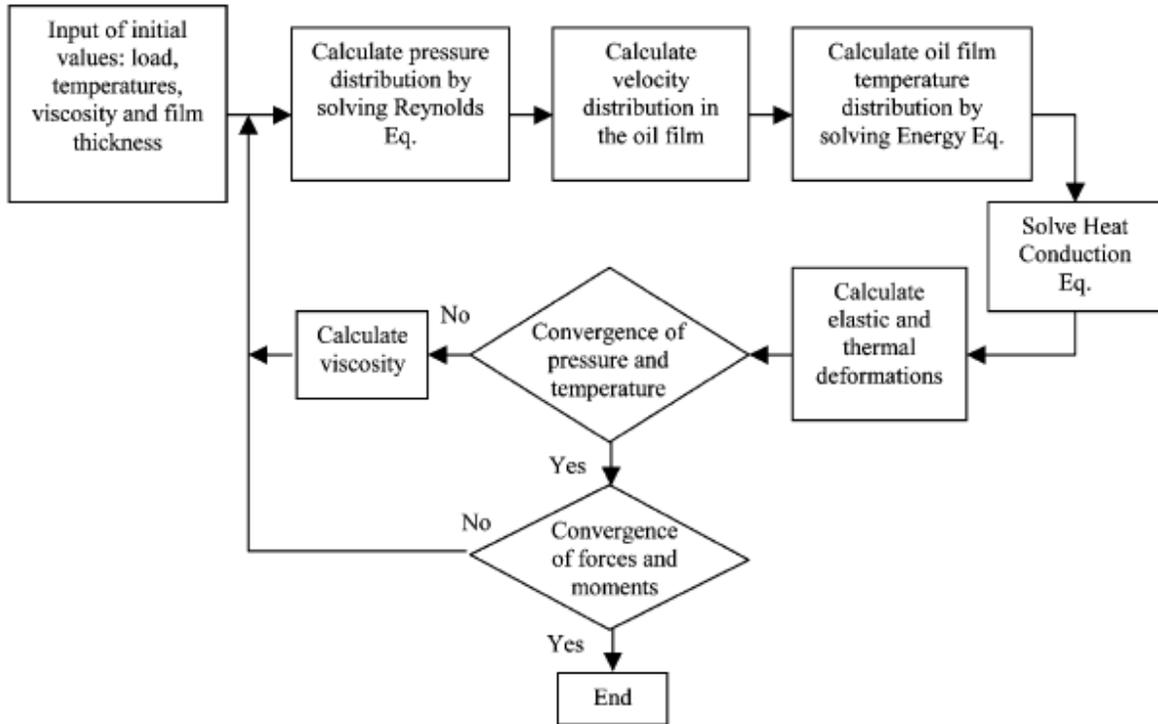 Input of initial
values: load,
temperatures,
viscosity and film
thickness
Calculate pressure
distribution by
solving Reynolds
Eq.
Calculate
velocity
distribution in
the oil film
Calculate oil film
temperature
distribution by
solving Energy Eq.
Solve Heat
Conduction
Eq.
Calculate
elastic and
thermal
deformations
Convergence of
pressure and
temperature
No
Calculate
viscosity
Yes
No
Convergence
of forces and
moments
Yes
End